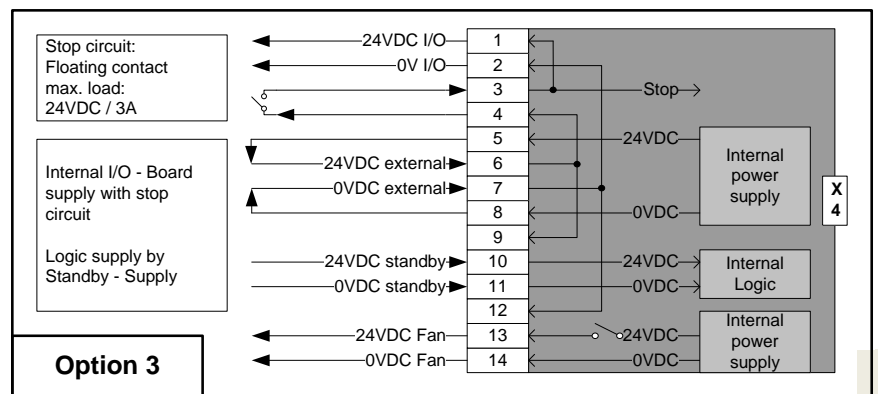 Stop circuit:
Floating contact
max. load:
24VDC / 3A
Internal I/O - Board
supply with stop
circuit
Logic supply by
Standby - Supply
Option 3
24VDC I/O
0V I/O
24VDC external
0VDC external
24VDC standby
0VDC standby
24VDC Fan
0VDC Fan
1
2
3
4
5
6
7
8
9
10
11
12
13
14
Stop
24VDC
0VDC
24VDC
0VDC
24VDC
0VDC
Internal
power
supply
Internal
Logic
Internal
power
supply
X
4